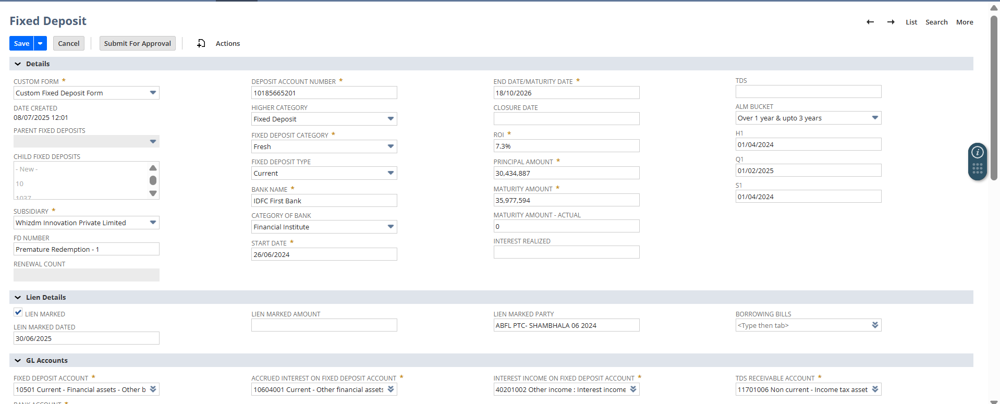 Fixed Deposit
List
Search
More
Save
Cancel
Submit For Approval
Actions
Details
CUSTOM FORM *
Custom Fixed Deposit Form
DATE CREATED
08/07/2025 12:01
PARENT FIXED DEPOSITS
CHILD FIXED DEPOSITS
- New -
10
1037
SUBSIDIARY *
Whizdm Innovation Private Limited
FD NUMBER
Premature Redemption - 1
RENEWAL COUNT
DEPOSIT ACCOUNT NUMBER *
10185665201
HIGHER CATEGORY
Fixed Deposit
FIXED DEPOSIT CATEGORY *
Fresh
FIXED DEPOSIT TYPE
Current
BANK NAME *
IDFC First Bank
CATEGORY OF BANK
Financial Institute
START DATE *
26/06/2024
END DATE/MATURITY DATE *
18/10/2026
CLOSURE DATE
ROI *
7.3%
PRINCIPAL AMOUNT *
30,434,887
MATURITY AMOUNT *
35,977,594
MATURITY AMOUNT - ACTUAL
0
INTEREST REALIZED
TDS
ALM BUCKET
Over 1 year & upto 3 years
H1
01/04/2024
Q1
01/02/2025
S1
01/04/2024
Lien Details
LIEN MARKED
LEIN MARKED DATED
30/06/2025
LIEN MARKED AMOUNT
LIEN MARKED PARTY
ABFL PTC- SHAMBHALA 06 2024
BORROWING BILLS
<Type then tab>
GL Accounts
FIXED DEPOSIT ACCOUNT *
10501 Current - Financial assets - Other b
ACCRUED INTEREST ON FIXED DEPOSIT ACCOUNT *
10604001 Current - Other financial assets
INTEREST INCOME ON FIXED DEPOSIT ACCOUNT *
40201002 Other income : Interest income
TDS RECEIVABLE ACCOUNT *
11701006 Non current - Income tax asset
BANK ACCOUNT *